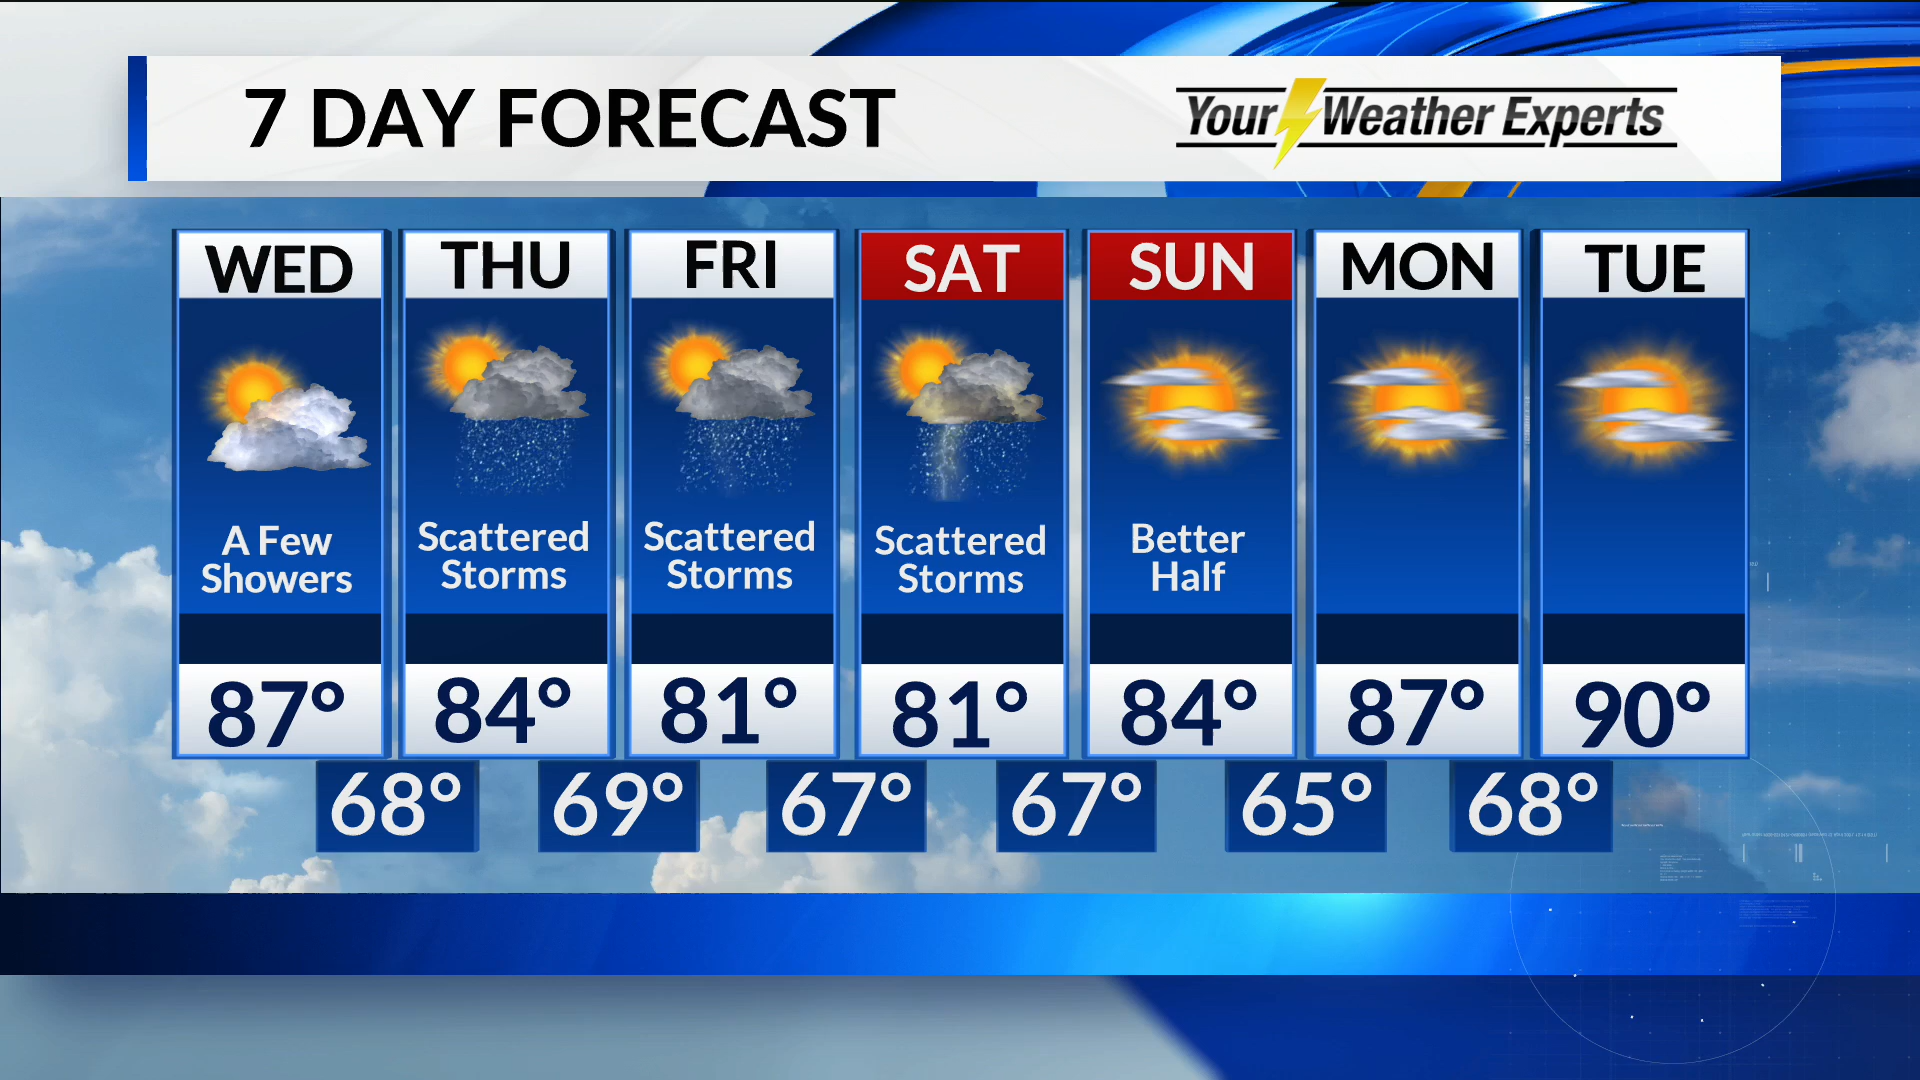 7 DAY FORECAST
Your Weather Experts
WED
THU
FRI
SAT
SUN
MON
TUE
A Few
Showers
Scattered
Storms
Scattered
Storms
Scattered
Storms
Better
Half
87°
84°
81°
81°
84°
87°
90°
68°
69°
67°
67°
65°
68°